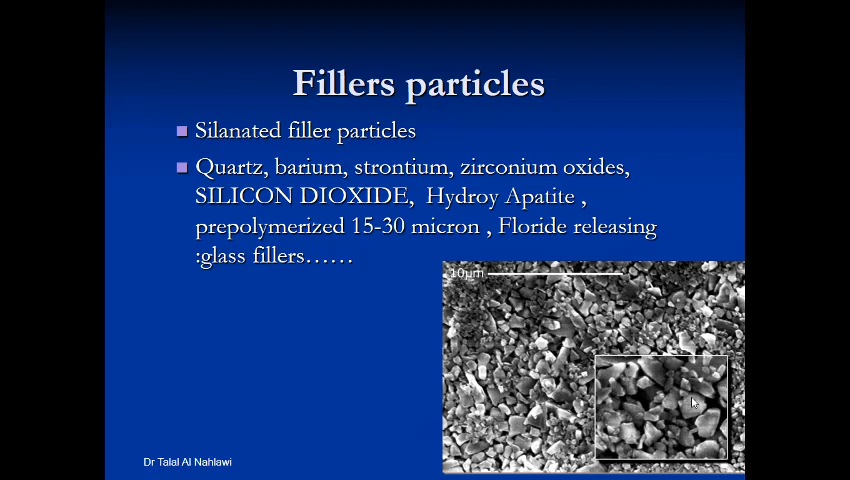 Fillers particles
Silanated filler particles
Quartz, barium, strontium, zirconium oxides,
SILICON DIOXIDE, Hydroy Apatite ,
prepolymerized 15-30 micron , Floride releasing
:glass fillers……
10µm
Dr Talal Al Nahlawi